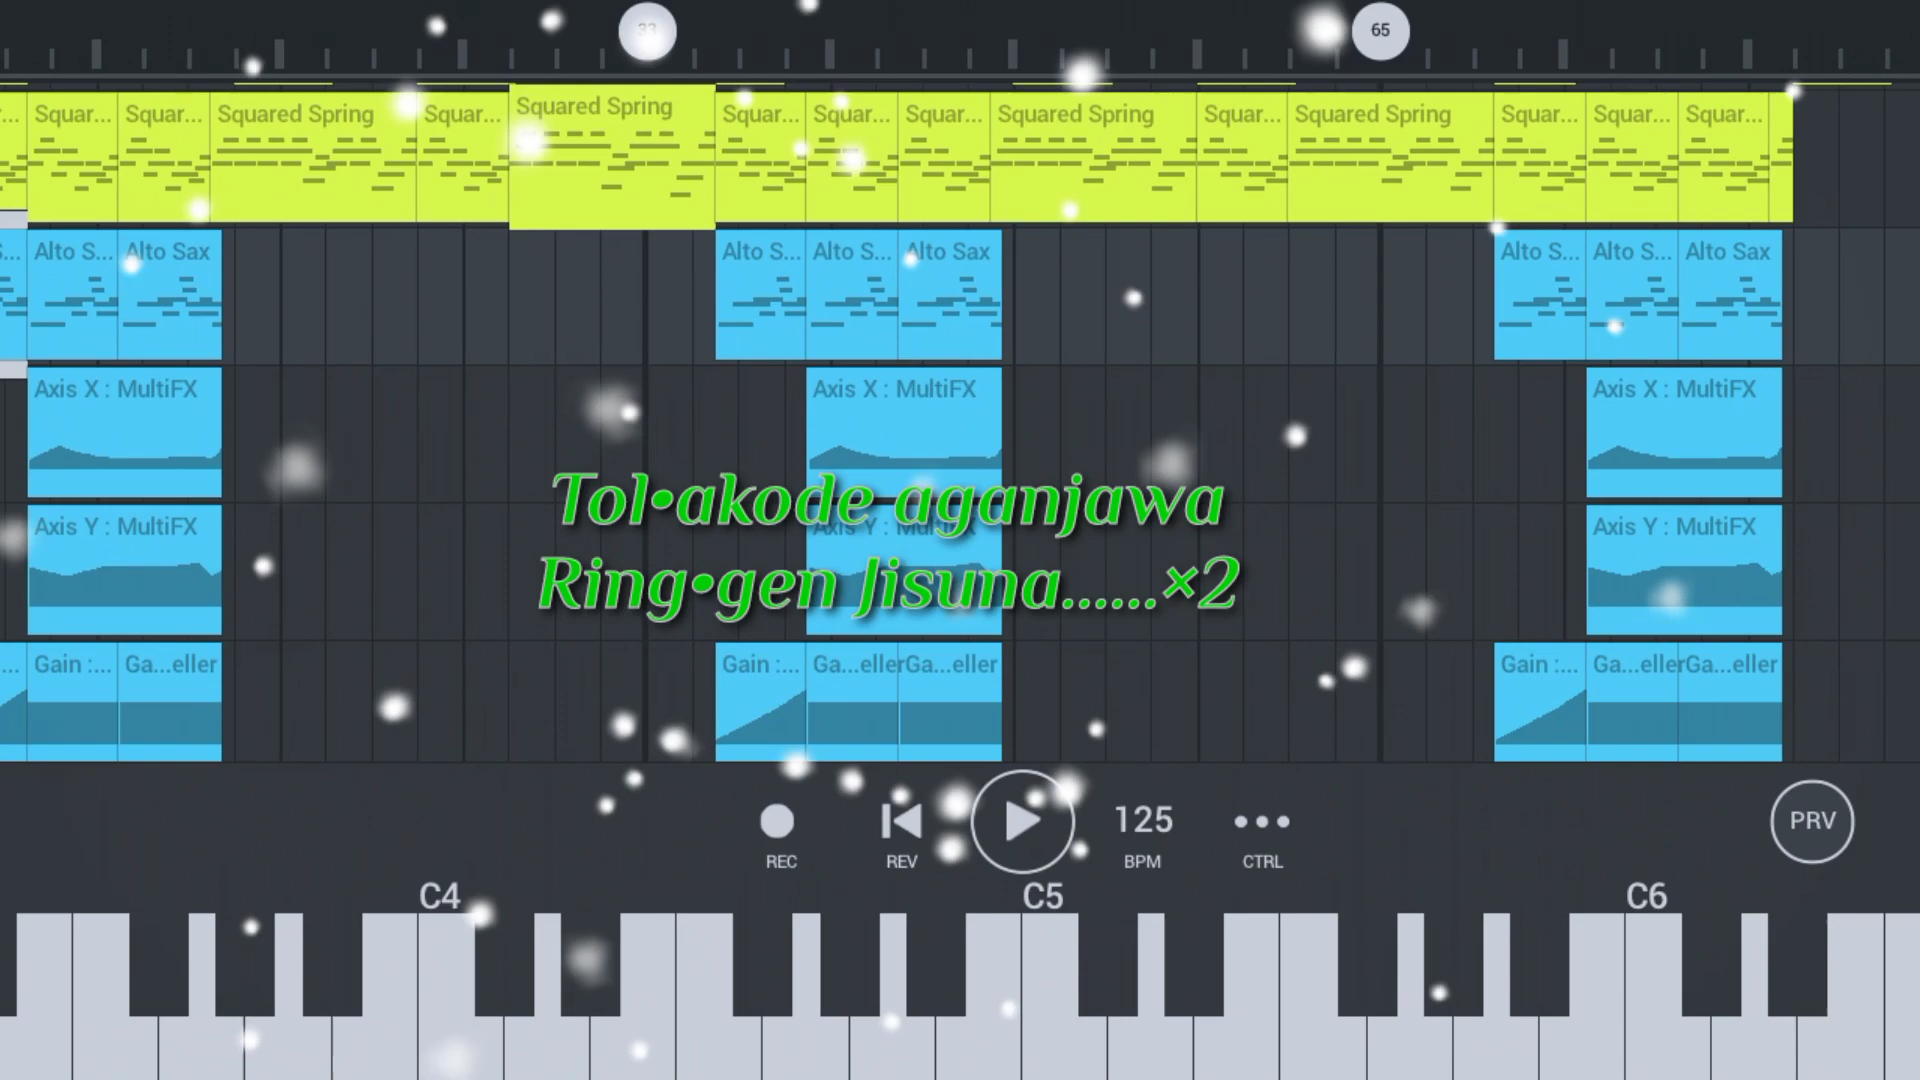 33 65
... Squar... Squar... Squared Spring Squar... Squared Spring Squar... Squar... Squar... Squared Spring Squar... Squared Spring Squar... Squar... Squar...
S... Alto S... Alto Sax Alto S... Alto S... Alto Sax Alto S... Alto S... Alto Sax
Axis X : MultiFX Axis X : MultiFX Axis X : MultiFX
Tol•akode aganjawa
Axis Y : MultiFX Axis Y : MultiFX Axis Y : MultiFX
Ring•gen Jisuna......×2
... Gain :... Ga...eller Gain :... Ga...eller Ga...eller Gain :... Ga...eller Ga...eller
125 PRV
REC REV BPM CTRL
C4 C5 C6